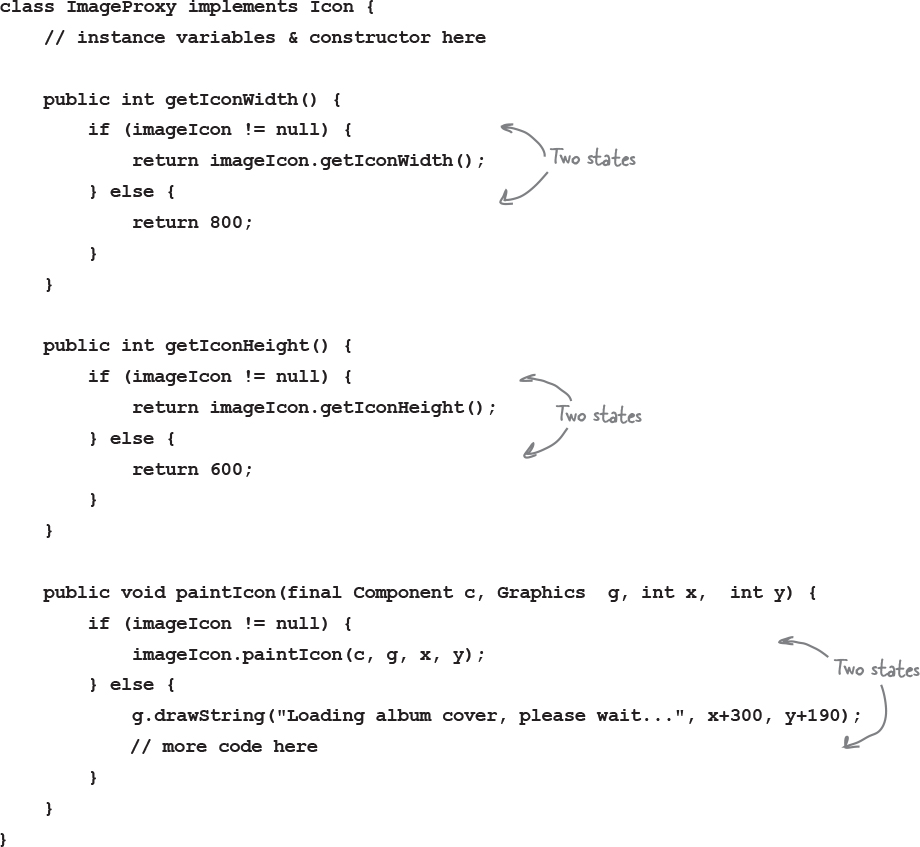 class ImageProxy implements Icon {
// instance variables & constructor here
public int getIconWidth() {
if (imageIcon != null) {
return imageIcon.getIconWidth();
Two states
} else {
return 800;
}
}
public int getIconHeight() {
if (imageIcon != null) {
return imageIcon.getIconHeight();
Two states
} else {
return 600;
}
}
public void paintIcon(final Component c, Graphics  g, int x,  int y) {
if (imageIcon != null) {
imageIcon.paintIcon(c, g, x, y);
Two states
} else {
g.drawString("Loading album cover, please wait...", x+300, y+190);
// more code here
}
}
}